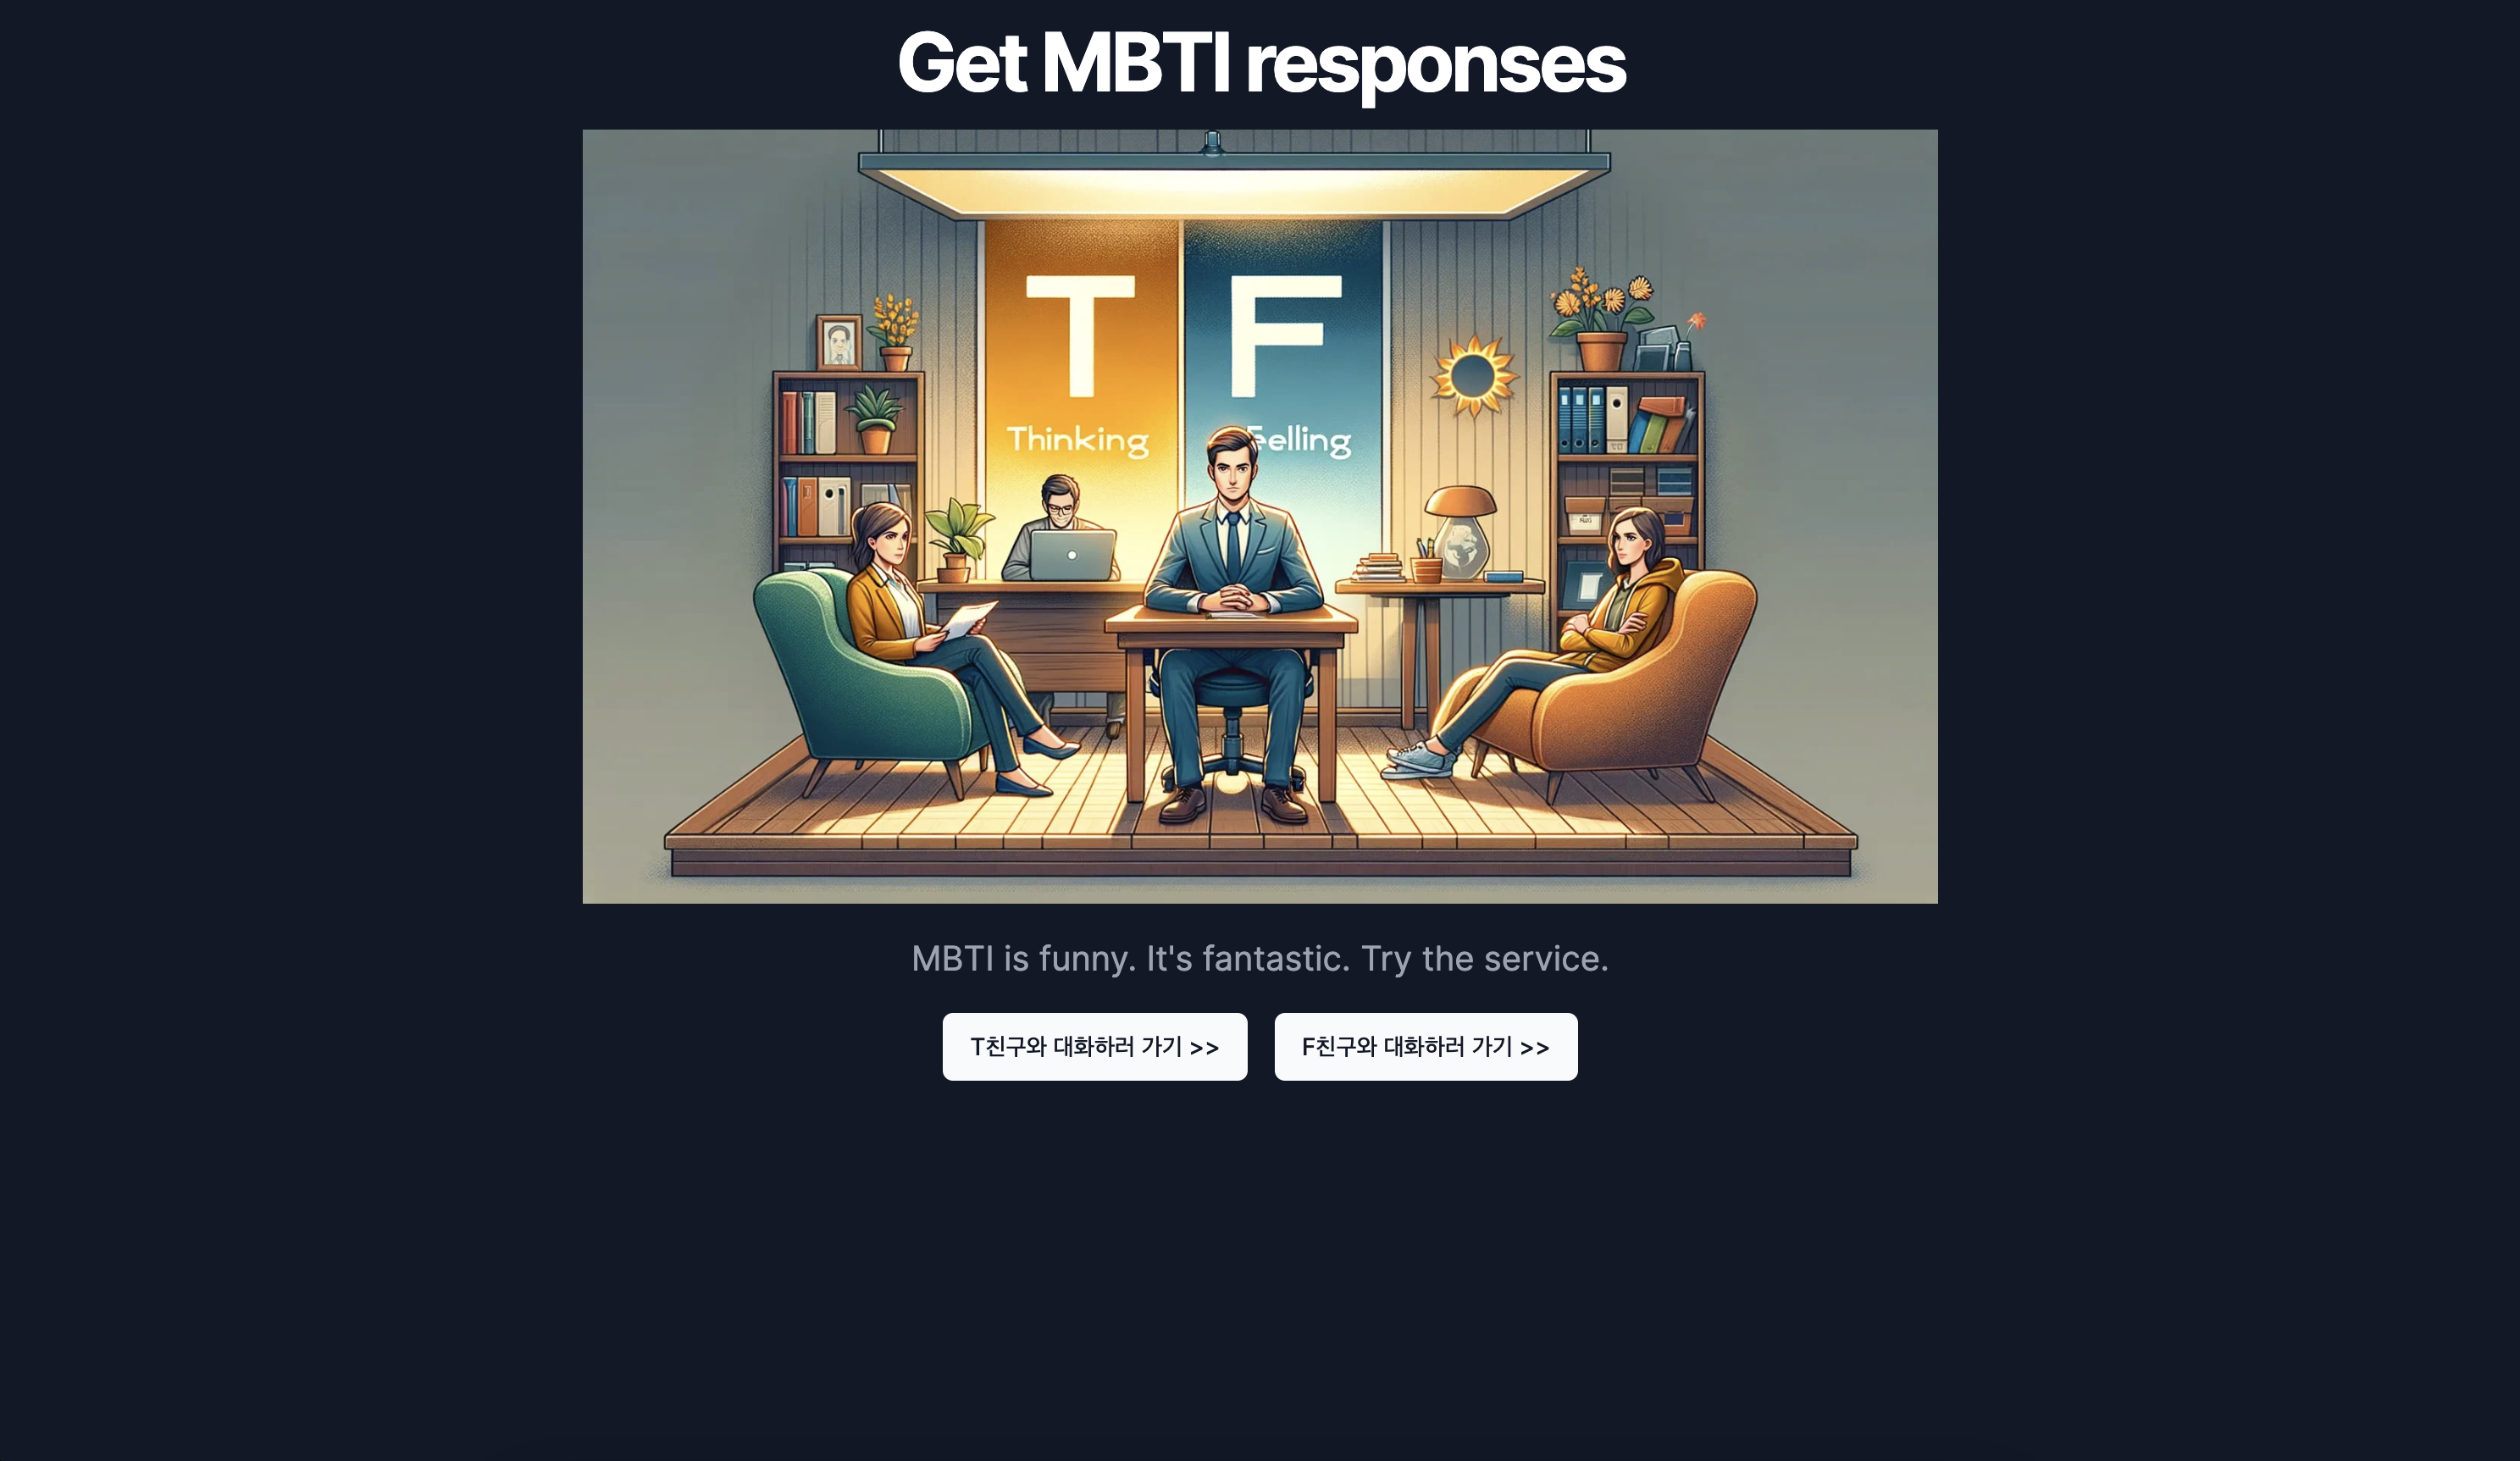 Get MBTI responses
T F
Thinking Feelling
MBTI is funny. It's fantastic. Try the service.
T친구와 대화하러 가기 >> F친구와 대화하러 가기 >>